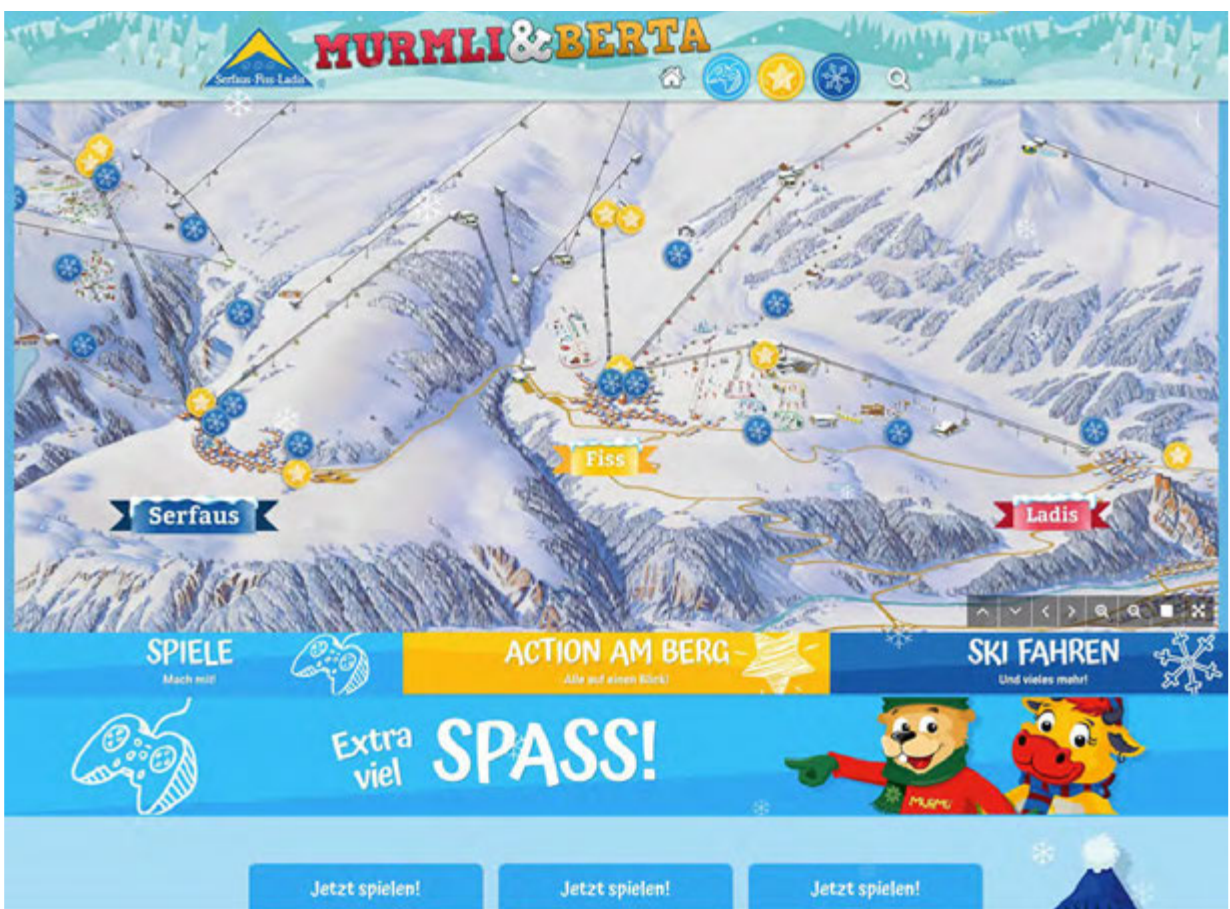 MURMLI & BERTA
Serfaus-Fiss-Ladis
Deutsch
Fiss
Serfaus
Ladis
SPIELE
Mach mit!
ACTION AM BERG
Alle auf einen Blick!
SKI FAHREN
Und vieles mehr!
Extra
viel
SPASS!
MURMLI
Jetzt spielen!
Jetzt spielen!
Jetzt spielen!